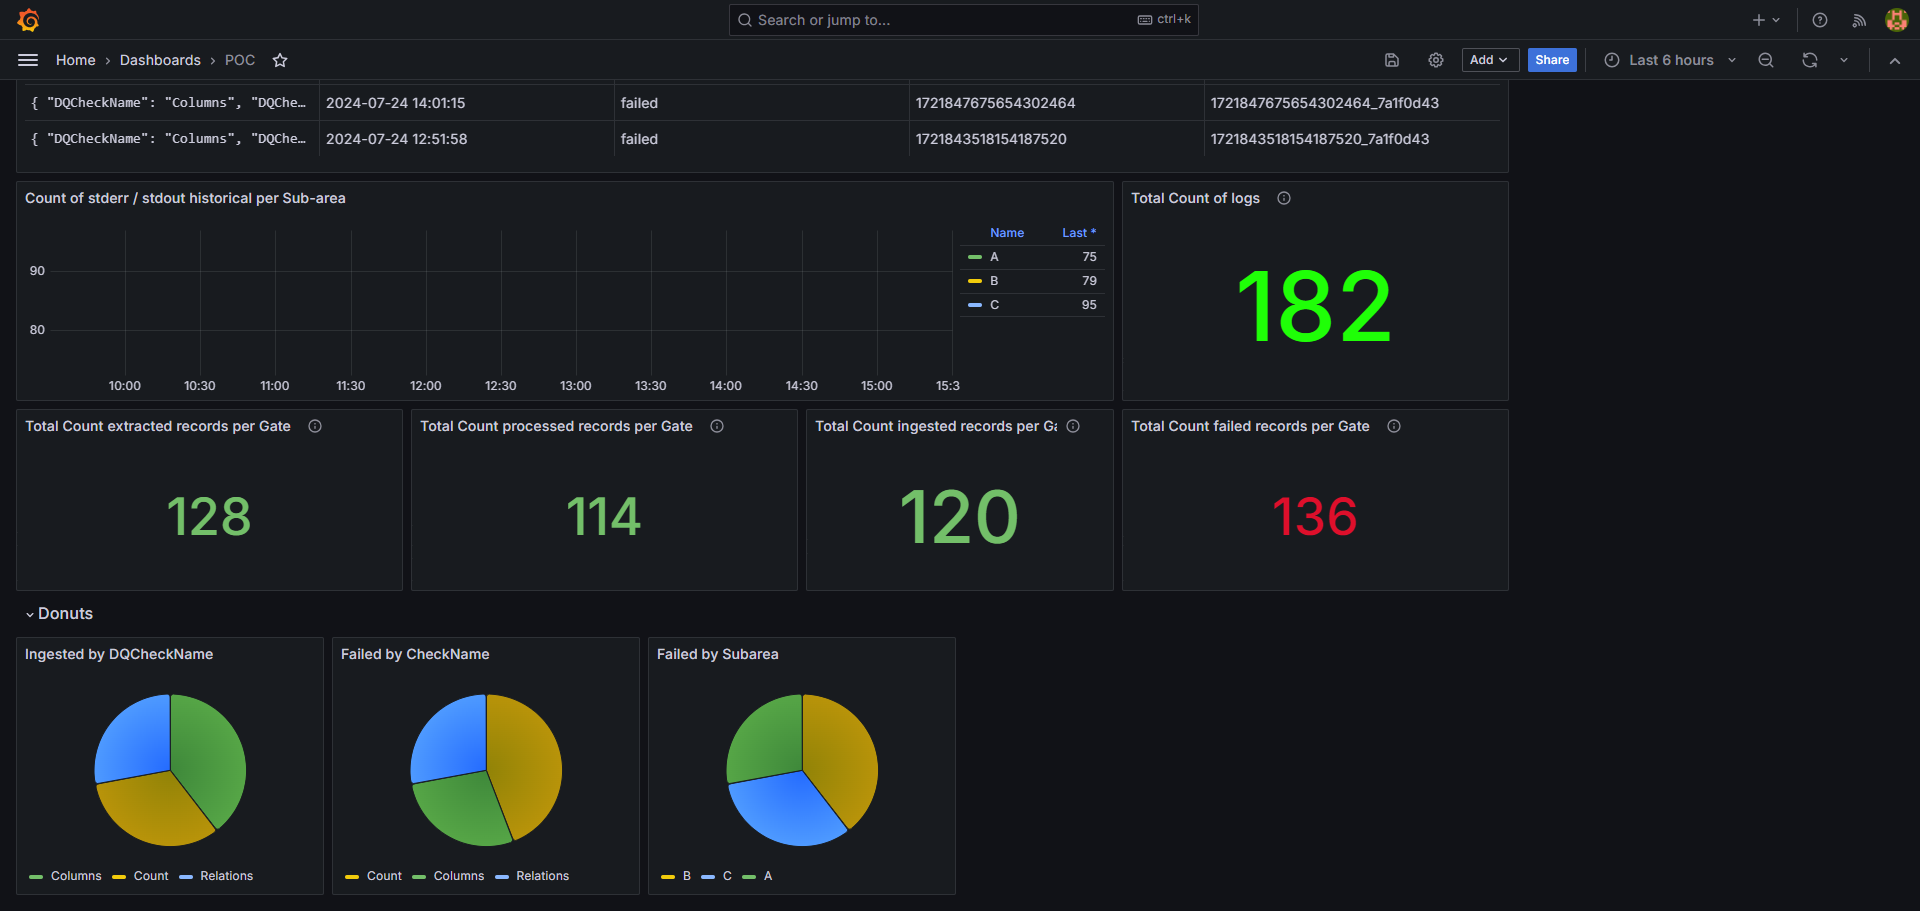 Search or jump to...
ctrl+k
Home › Dashboards › POC
Add
Share
Last 6 hours
{ "DQCheckName": "Columns", "DQChe… 2024-07-24 14:01:15 failed 1721847675654302464 1721847675654302464_7a1f0d43
{ "DQCheckName": "Columns", "DQChe… 2024-07-24 12:51:58 failed 1721843518154187520 1721843518154187520_7a1f0d43
Count of stderr / stdout historical per Sub-area
90
80
10:00 10:30 11:00 11:30 12:00 12:30 13:00 13:30 14:00 14:30 15:00 15:3
Name Last *
A 75
B 79
C 95
Total Count of logs
182
Total Count extracted records per Gate
128
Total Count processed records per Gate
114
Total Count ingested records per Ga
120
Total Count failed records per Gate
136
Donuts
Ingested by DQCheckName
Columns Count Relations
Failed by CheckName
Count Columns Relations
Failed by Subarea
B C A